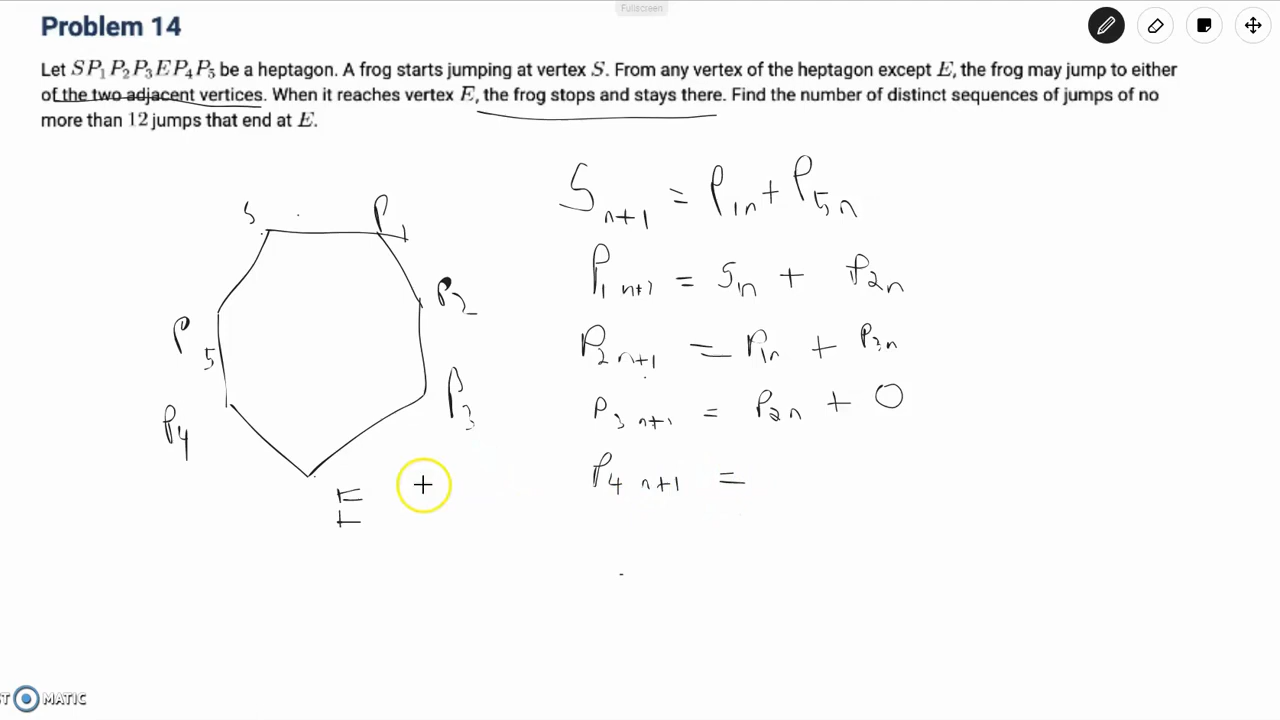 Fullscreen
Problem 14
Let SP₁P₂P₃EP₄P₅ be a heptagon. A frog starts jumping at vertex S. From any vertex of the heptagon except E, the frog may jump to either
of the two adjacent vertices. When it reaches vertex E, the frog stops and stays there. Find the number of distinct sequences of jumps of no
more than 12 jumps that end at E.
S P₁
P₂
P₅
P₃
P₄
E
S n+1 = P₁n + P₅n
P₁ n+1 = Sn + P₂n
P₂ n+1 = P₁n + P₃n
P₃ n+1 = P₂n + 0
P₄ n+1 =
MATIC